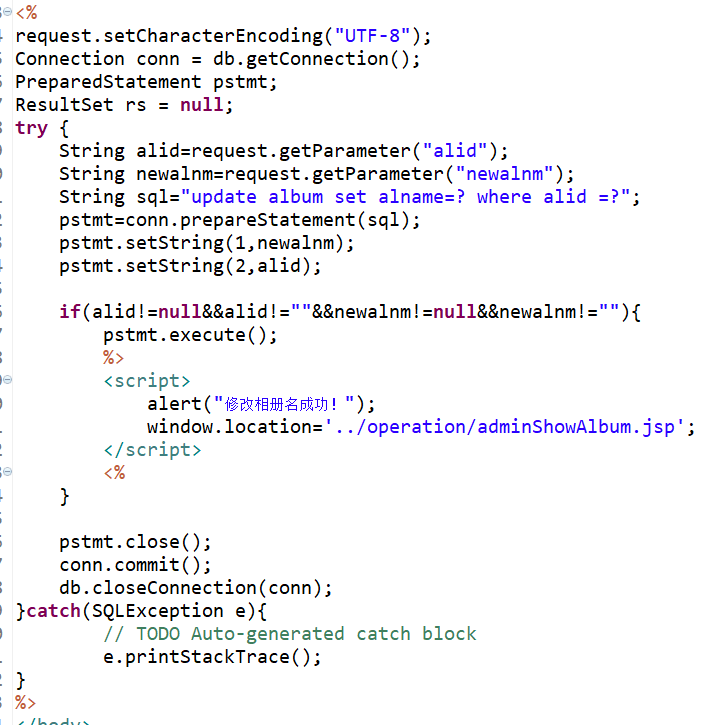 <%
request.setCharacterEncoding("UTF-8");
Connection conn = db.getConnection();
PreparedStatement pstmt;
ResultSet rs = null;
try {
    String alid=request.getParameter("alid");
    String newalnm=request.getParameter("newalnm");
    String sql="update album set alname=? where alid =?";
    pstmt=conn.prepareStatement(sql);
    pstmt.setString(1,newalnm);
    pstmt.setString(2,alid);

    if(alid!=null&&alid!=""&&newalnm!=null&&newalnm!=""){
        pstmt.execute();
        %>
        <script>
            alert("修改相册名成功！");
            window.location='../operation/adminShowAlbum.jsp';
        </script>
        <%
    }

    pstmt.close();
    conn.commit();
    db.closeConnection(conn);
}catch(SQLException e){
        // TODO Auto-generated catch block
        e.printStackTrace();
}
%>
</body>